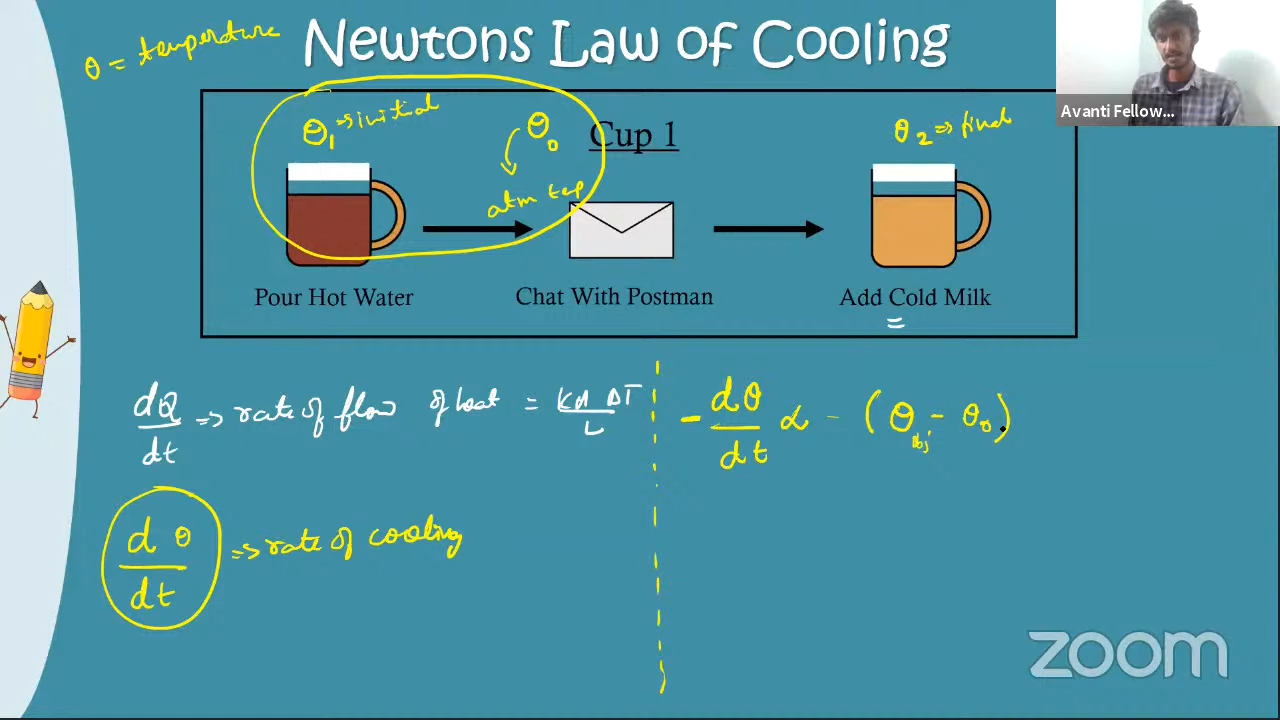 Newtons Law of Cooling
θ = temperature
Avanti Fellow...
θ₁ => initial
θ₀
Cup 1
θ₂ => final
atm tep
Pour Hot Water
Chat With Postman
Add Cold Milk
=
dQ/dt => rate of flow of heat = KA ΔT/L
- dθ/dt ∝ - (θobj - θ₀)
dθ/dt => rate of cooling
zoom